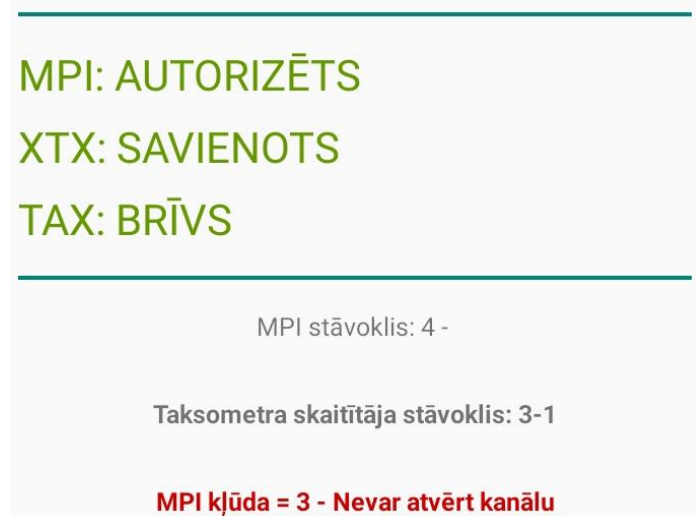 MPI: AUTORIZĒTS
XTX: SAVIENOTS
TAX: BRĪVS
MPI stāvoklis: 4 -
Taksometra skaitītāja stāvoklis: 3-1
MPI kļūda = 3 - Nevar atvērt kanālu